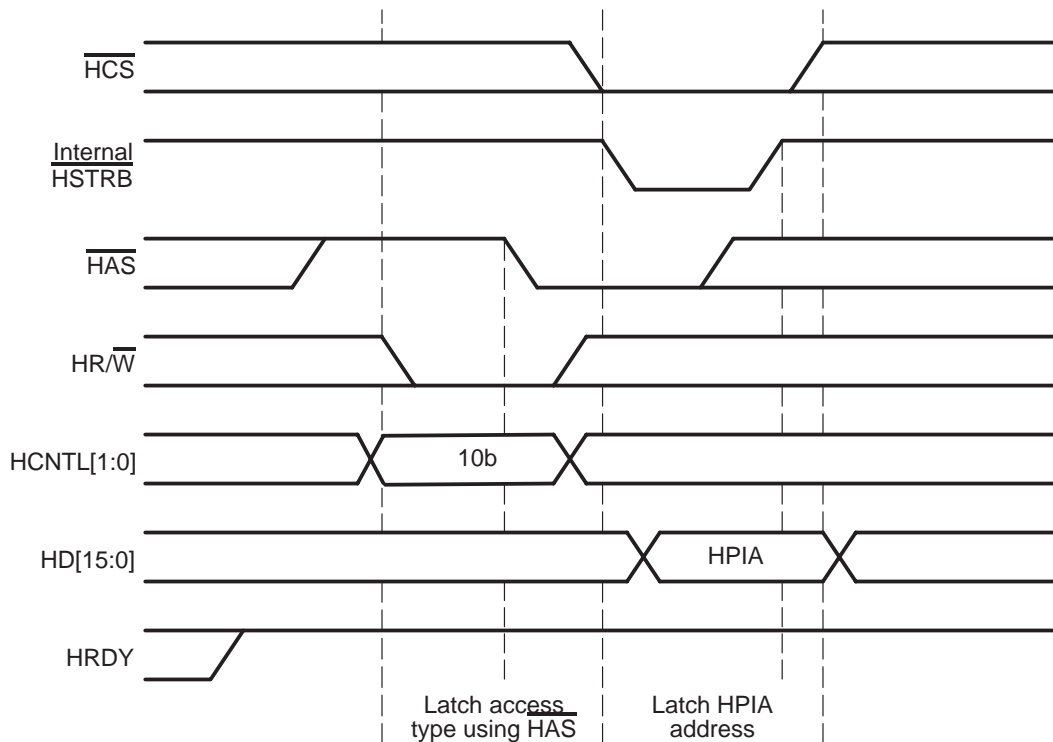 HCS
Internal
HSTRB
HAS
HR/W
HCNTL[1:0]
10b
HD[15:0]
HPIA
HRDY
Latch access
type using HAS
Latch HPIA
address